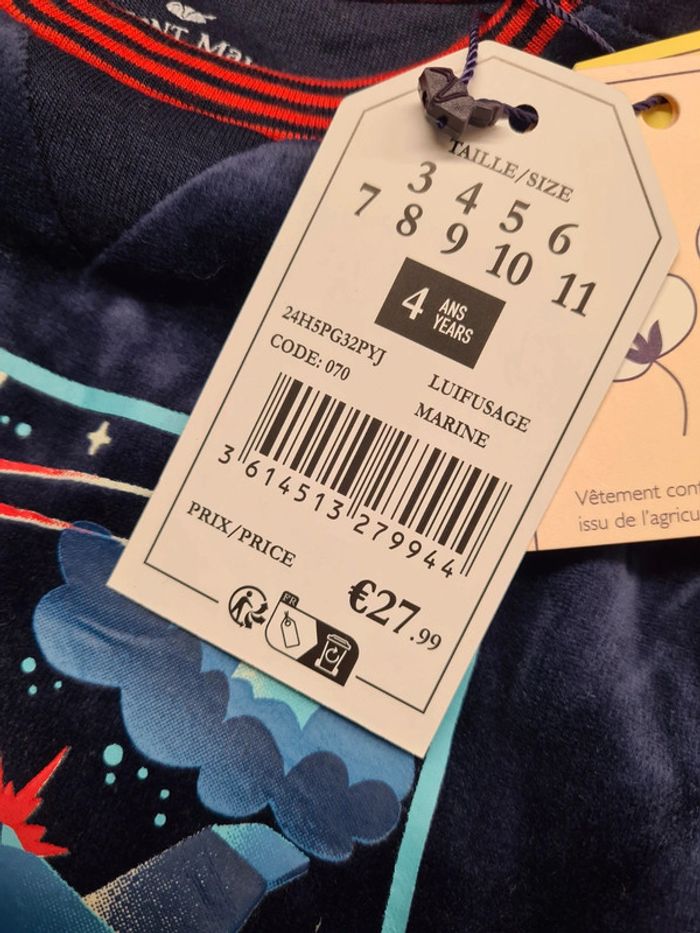 TAILLE/SIZE
3 4 5 6
7 8 9 10 11
4 ANS
YEARS
24H5PG32PYJ
CODE: 070
LUIFUSAGE
MARINE
3 614513 279944
PRIX/PRICE
€27.99
FR
Vêtement
issu de l'agricu